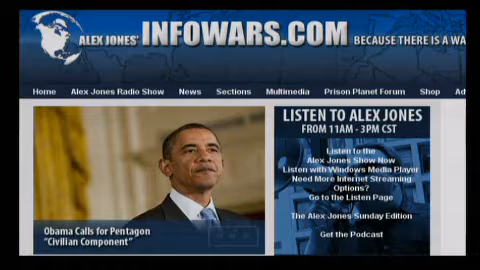 ALEX JONES' INFOWARS.COM BECAUSE THERE IS A WA
Home Alex Jones Radio Show News Sections Multimedia Prison Planet Forum Shop Ad
LISTEN TO ALEX JONES
FROM 11AM - 3PM CST
Listen to the
Alex Jones Show Now
Listen with Windows Media Player
Need More Internet Streaming
Options?
Go to the Listen Page
The Alex Jones Sunday Edition
Get the Podcast
Obama Calls for Pentagon
"Civilian Component"